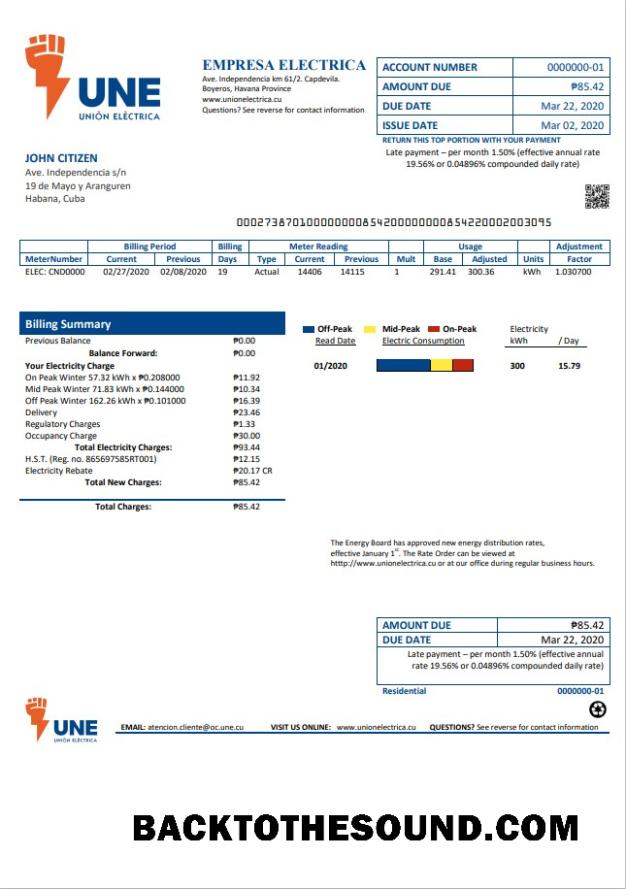 UNE
UNIÓN ELÉCTRICA
EMPRESA ELECTRICA
Ave. Independencia km 61/2. Capdevila.
Boyeros, Havana Province
www.unionelectrica.cu
Questions? See reverse for contact information
ACCOUNT NUMBER 0000000-01
AMOUNT DUE ₱85.42
DUE DATE Mar 22, 2020
ISSUE DATE Mar 02, 2020
RETURN THIS TOP PORTION WITH YOUR PAYMENT
Late payment – per month 1.50% (effective annual rate
19.56% or 0.04896% compounded daily rate)
JOHN CITIZEN
Ave. Independencia s/n
19 de Mayo y Aranguren
Habana, Cuba
000273870100000000854200000000854220002003095
Billing Period Billing Meter Reading Usage Adjustment
MeterNumber Current Previous Days Type Current Previous Mult Base Adjusted Units Factor
ELEC: CND0000 02/27/2020 02/08/2020 19 Actual 14406 14115 1 291.41 300.36 kWh 1.030700
Billing Summary
Previous Balance ₱0.00
Balance Forward: ₱0.00
Your Electricity Charge
On Peak Winter 57.32 kWh x ₱0.208000 ₱11.92
Mid Peak Winter 71.83 kWh x ₱0.144000 ₱10.34
Off Peak Winter 162.26 kWh x ₱0.101000 ₱16.39
Delivery ₱23.46
Regulatory Charges ₱1.33
Occupancy Charge ₱30.00
Total Electricity Charges: ₱93.44
H.S.T. (Reg. no. 865697585RT001) ₱12.15
Electricity Rebate ₱20.17 CR
Total New Charges: ₱85.42
Total Charges: ₱85.42
Off-Peak Mid-Peak On-Peak Electricity
Read Date Electric Consumption kWh / Day
01/2020 300 15.79
The Energy Board has approved new energy distribution rates,
effective January 1st. The Rate Order can be viewed at
htttp://www.unionelectrica.cu or at our office during regular business hours.
AMOUNT DUE ₱85.42
DUE DATE Mar 22, 2020
Late payment – per month 1.50% (effective annual
rate 19.56% or 0.04896% compounded daily rate)
Residential 0000000-01
UNE
UNIÓN ELÉCTRICA
EMAIL: atencion.cliente@oc.une.cu VISIT US ONLINE: www.unionelectrica.cu QUESTIONS? See reverse for contact information
BACKTOTHESOUND.COM